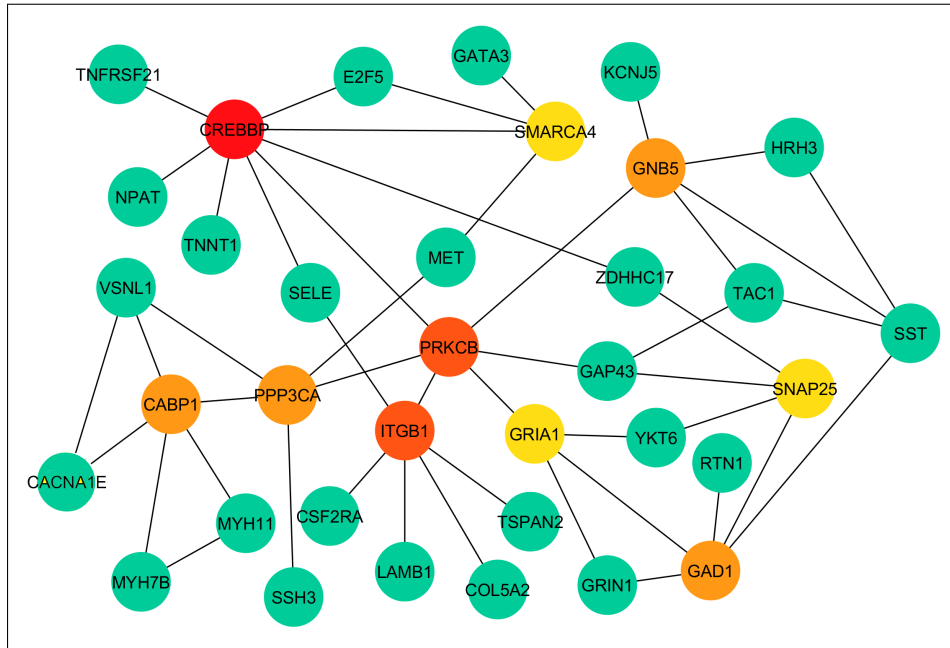 GATA3
TNFRSF21
E2F5
KCNJ5
CREBBP
SMARCA4
HRH3
GNB5
NPAT
TNNT1
MET
ZDHHC17
VSNL1
SELE
TAC1
SST
PRKCB
GAP43
SNAP25
PPP3CA
CABP1
ITGB1
GRIA1
YKT6
RTN1
CACNA1E
CSF2RA
TSPAN2
MYH11
LAMB1
GAD1
MYH7B
COL5A2
GRIN1
SSH3